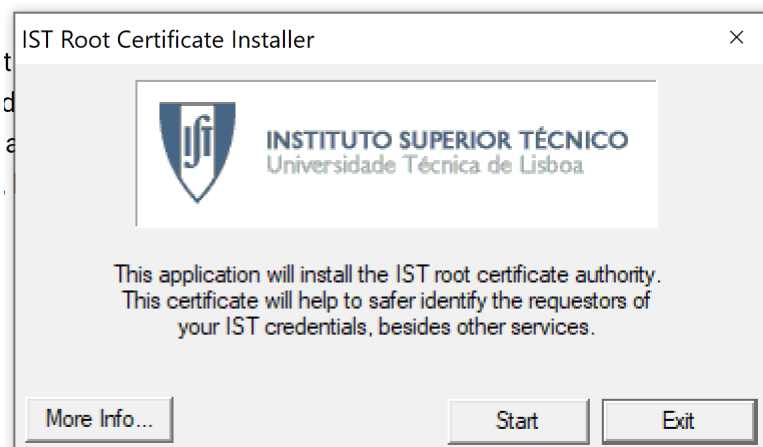 IST Root Certificate Installer
IST
INSTITUTO SUPERIOR TÉCNICO
Universidade Técnica de Lisboa
This application will install the IST root certificate authority.
This certificate will help to safer identify the requestors of
your IST credentials, besides other services.
More Info...
Start
Exit